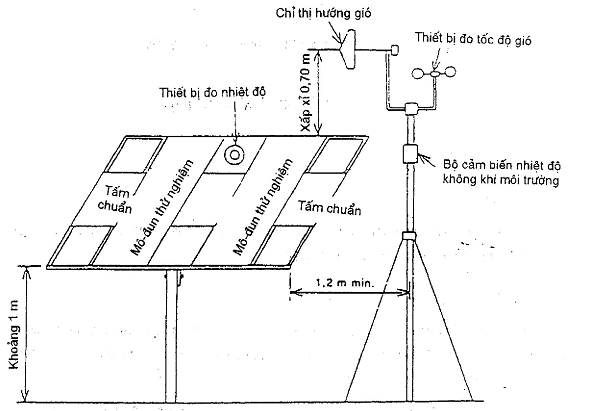 Chỉ thị hướng gió
Thiết bị đo tốc độ gió
Xấp xỉ 0,70 m
Thiết bị đo nhiệt độ
Bộ cảm biến nhiệt độ
không khí môi trường
Tấm
chuẩn
Mô-đun thử nghiệm
Mô-đun thử nghiệm
Tấm chuẩn
1,2 m min.
Khoảng 1 m